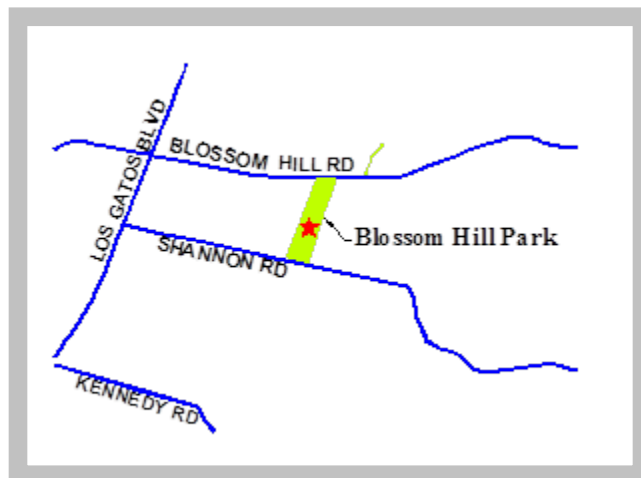 LOS GATOS BLVD
BLOSSOM HILL RD
Blossom Hill Park
SHANNON RD
KENNEDY RD